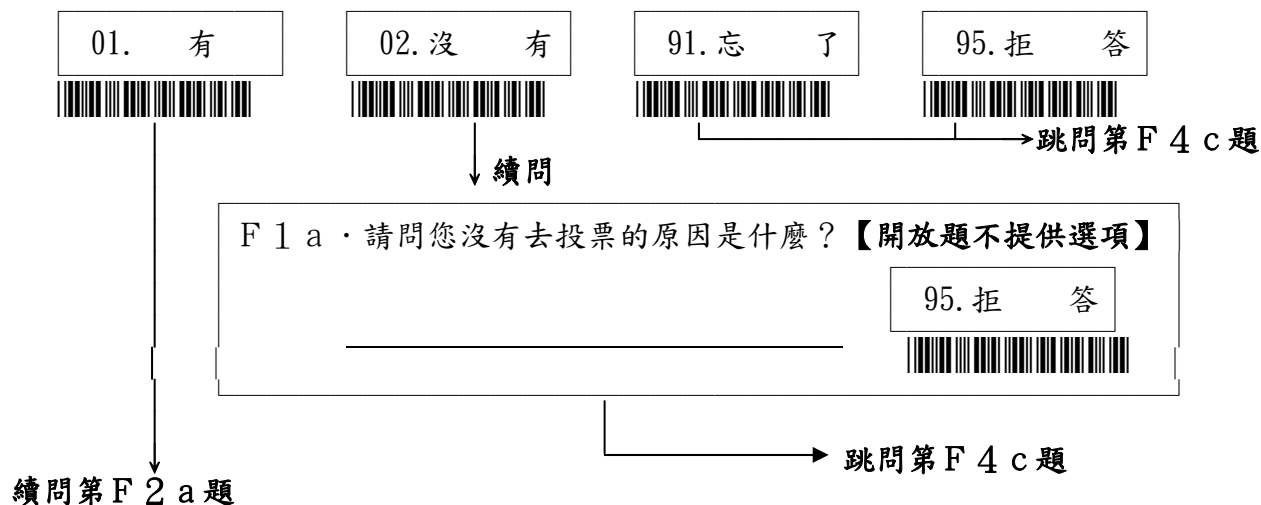 01. 有 02.沒 有 91.忘 了 95.拒 答
跳問第F4c題
續問
F1a.請問您沒有去投票的原因是什麼?【開放題不提供選項】
95.拒 答
跳問第F4c題
續問第F2a題